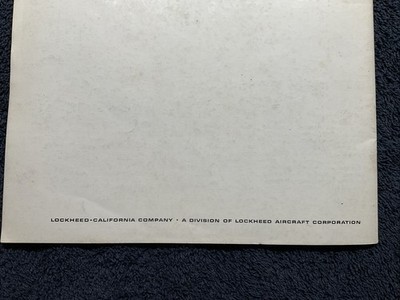 LOCKHEED-CALIFORNIA COMPANY • A DIVISION OF LOCKHEED AIRCRAFT CORPORATION